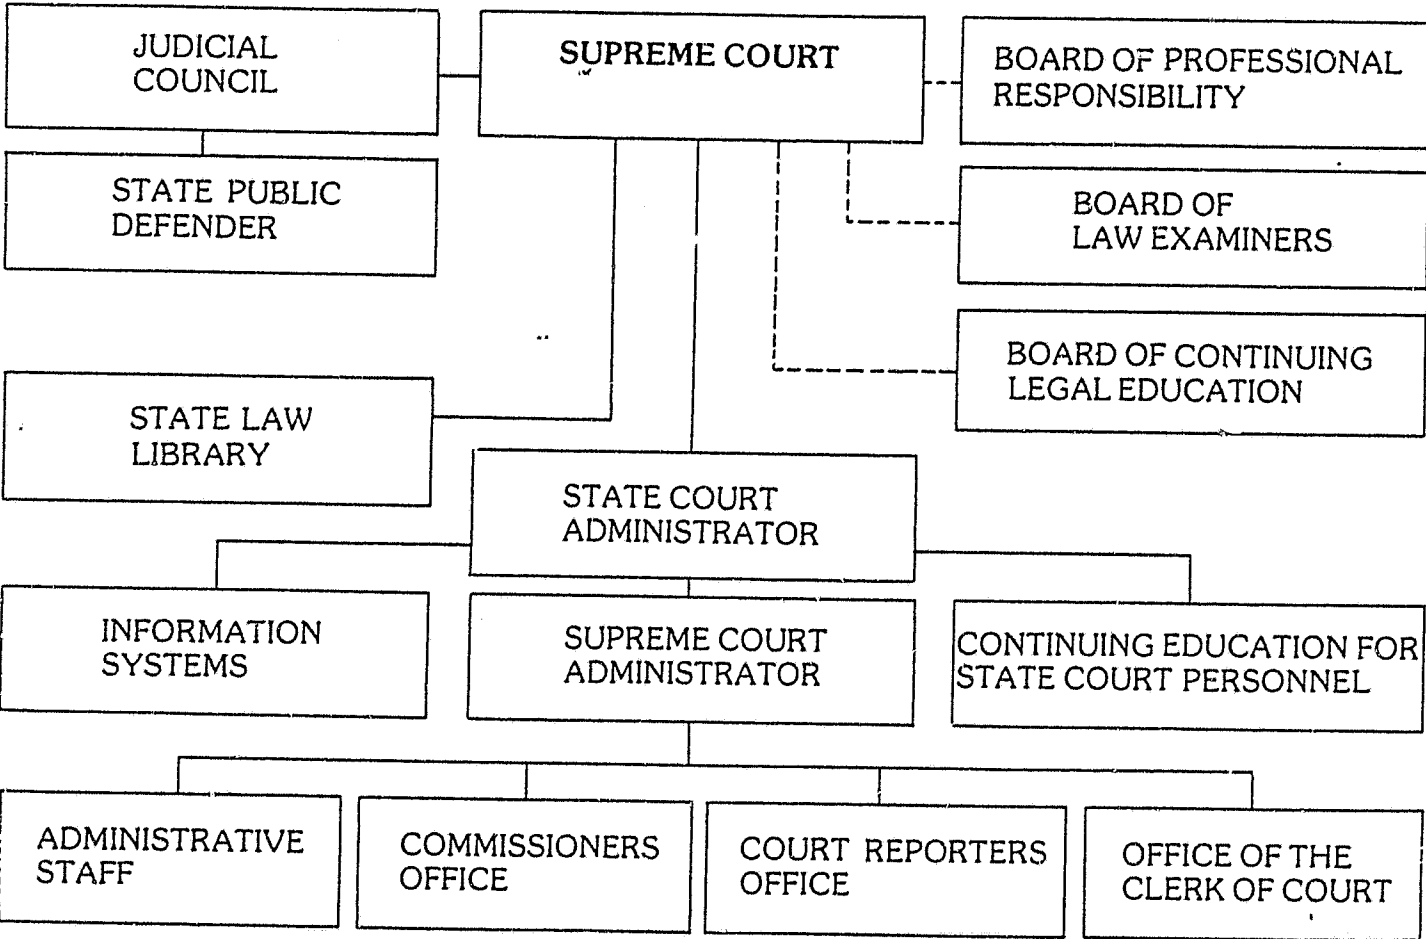 JUDICIAL
COUNCIL
SUPREME COURT
BOARD OF PROFESSIONAL
RESPONSIBILITY
STATE PUBLIC
DEFENDER
BOARD OF
LAW EXAMINERS
BOARD OF CONTINUING
LEGAL EDUCATION
STATE LAW
LIBRARY
STATE COURT
ADMINISTRATOR
INFORMATION
SYSTEMS
SUPREME COURT
ADMINISTRATOR
CONTINUING EDUCATION FOR
STATE COURT PERSONNEL
ADMINISTRATIVE
STAFF
COMMISSIONERS
OFFICE
COURT REPORTERS
OFFICE
OFFICE OF THE
CLERK OF COURT